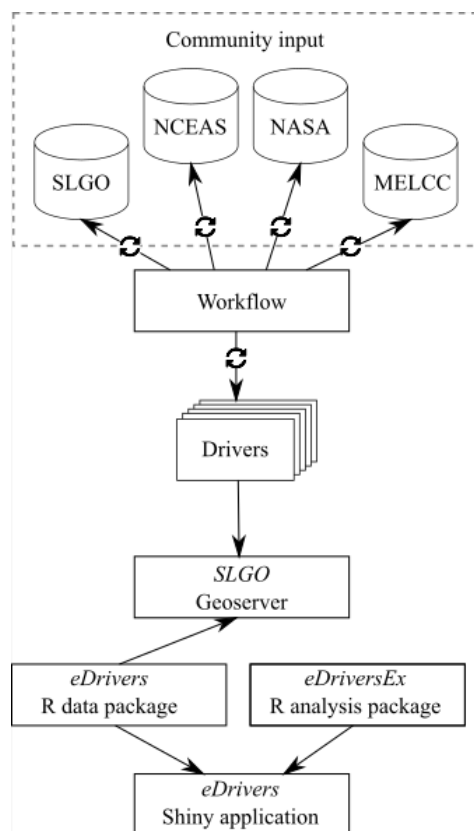 Community input
NCEAS
NASA
SLGO
MELCC
Workflow
Drivers
SLGO
Geoserver
eDrivers
R data package
eDriversEx
R analysis package
eDrivers
Shiny application